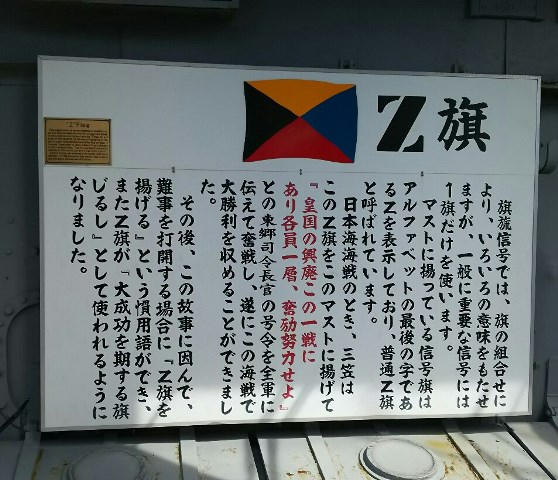 Z旗
旗旒信号では、旗の組合せに
より、いろいろの意味をもたせ
ますが、一般に重要な信号には
1旗だけを使います。
マストに揚っている信号旗は
アルファベットの最後の字であ
るZを表示しており、普通Z旗
と呼ばれています。
日本海海戦のとき、三笠は
このZ旗をこのマストに揚げて
『皇国の興廃この一戦に
あり各員一層、奮励努力せよ』
との東郷司令長官の号令を全軍に
伝えて奮戦し、遂にこの海戦で
大勝利を収めることができまし
た。
その後、この故事に因んで、
難事を打開する場合に「Z旗を
揚げる」という慣用語ができ、
またZ旗が「大成功を期する旗
じるし」として使われるように
なりました。